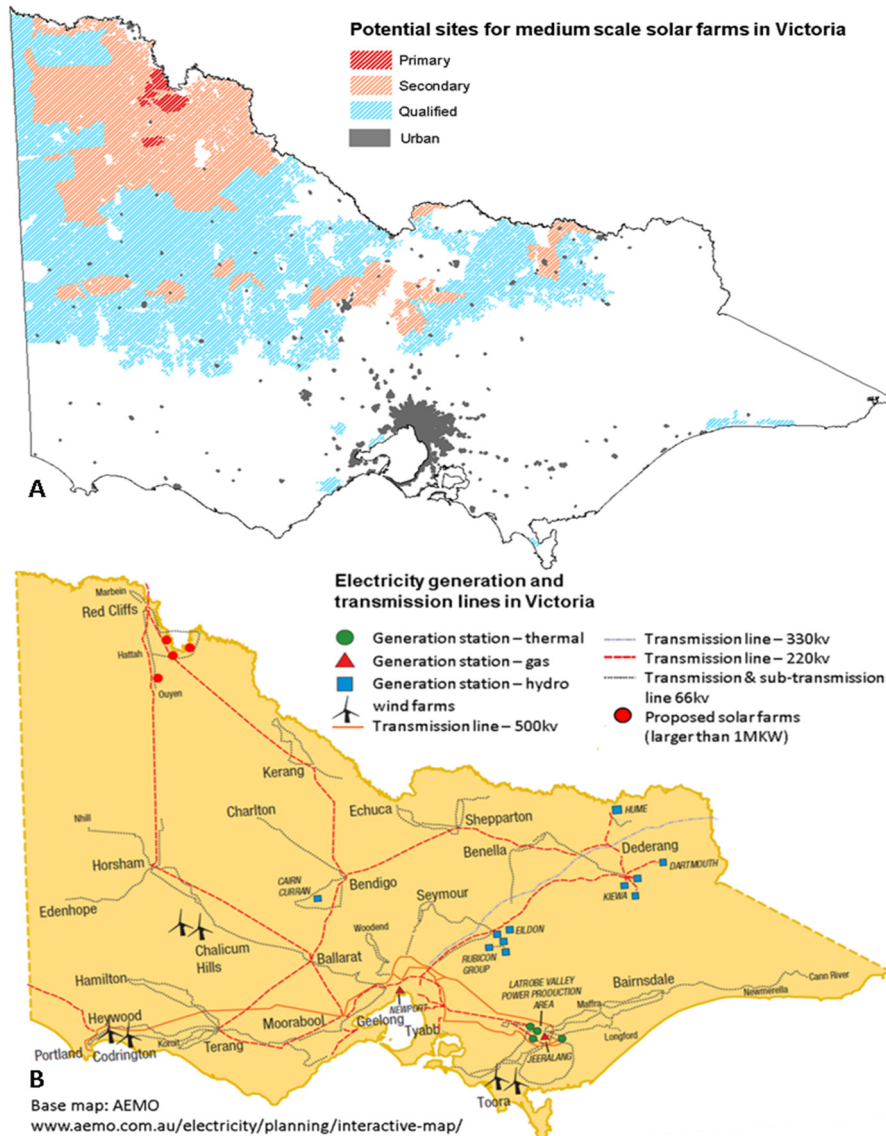 Potential sites for medium scale solar farms in Victoria
Primary
Secondary
Qualified
Urban
A
Electricity generation and
transmission lines in Victoria
Generation station – thermal
Generation station – gas
Generation station – hydro
wind farms
Transmission line – 500kv
Transmission line – 330kv
Transmission line – 220kv
Transmission & sub-transmission
line 66kv
Proposed solar farms
(larger than 1MKW)
Marbein
Red Cliffs
Hattah
Ouyen
Kerang
Charlton
Echuca
Shepparton
HUME
Nhill
Benella
Dederang
Horsham
DARTMOUTH
CAIRN
CURRAN
Bendigo
KIEWA
Edenhope
Seymour
Woodend
EILDON
Chalicum
Hills
Ballarat
RUBICON
GROUP
Hamilton
LATROBE VALLEY
POWER PRODUCTION
AREA
Bairnsdale
Cann River
Newmerella
Maffra
Heywood
Moorabool
NEWPORT
Geelong
Tyabb
Longford
Portland
Codrington
Koroit
Terang
JEERALANG
Toora
B
Base map: AEMO
www.aemo.com.au/electricity/planning/interactive-map/